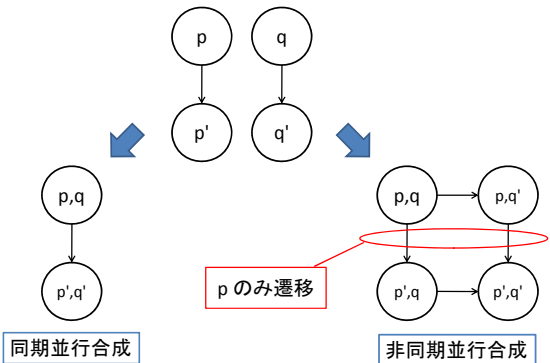 p
q
p'
q'
p,q
p,q
p,q'
p',q'
p',q
p',q'
p のみ遷移
同期並行合成
非同期並行合成